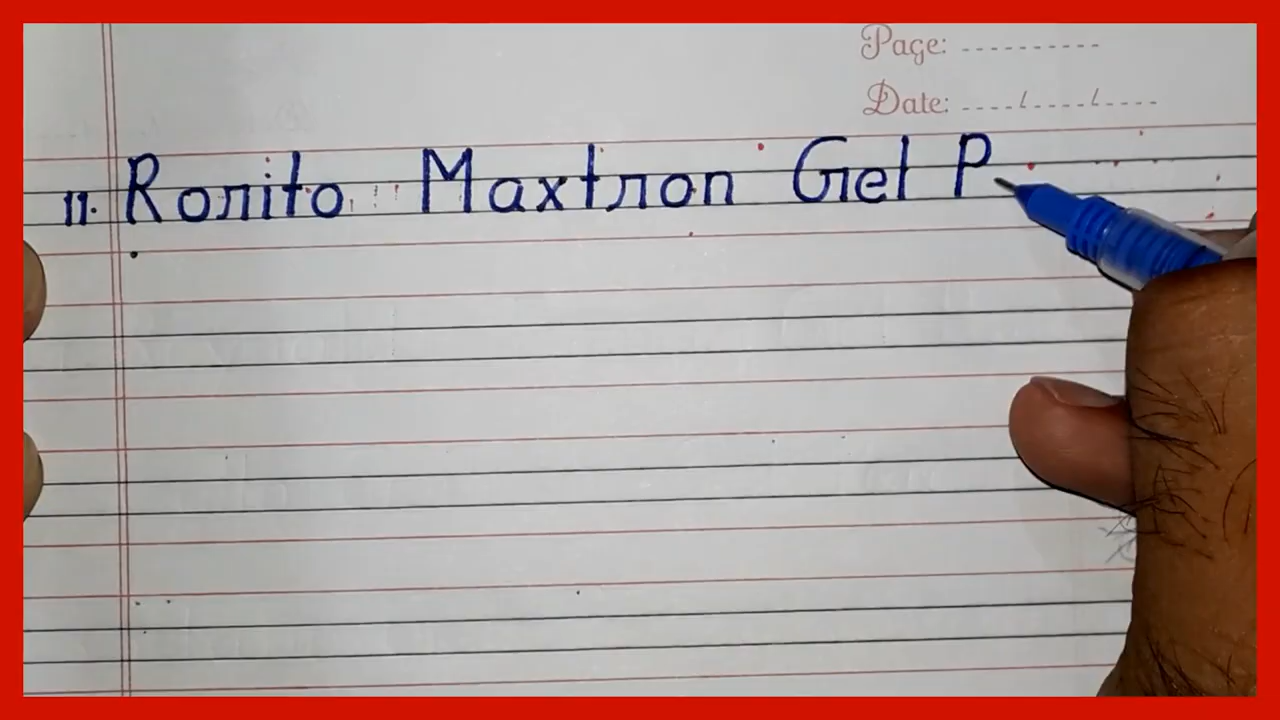 Page: ----------
Date: ----/----/----
11. Rorito Maxtron Gel P